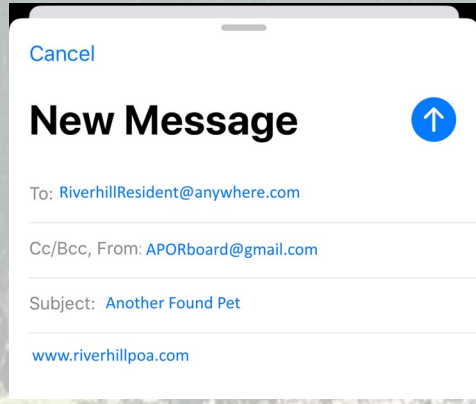 Cancel
New Message
To: RiverhillResident@anywhere.com
Cc/Bcc, From: APORboard@gmail.com
Subject: Another Found Pet
www.riverhillpoa.com